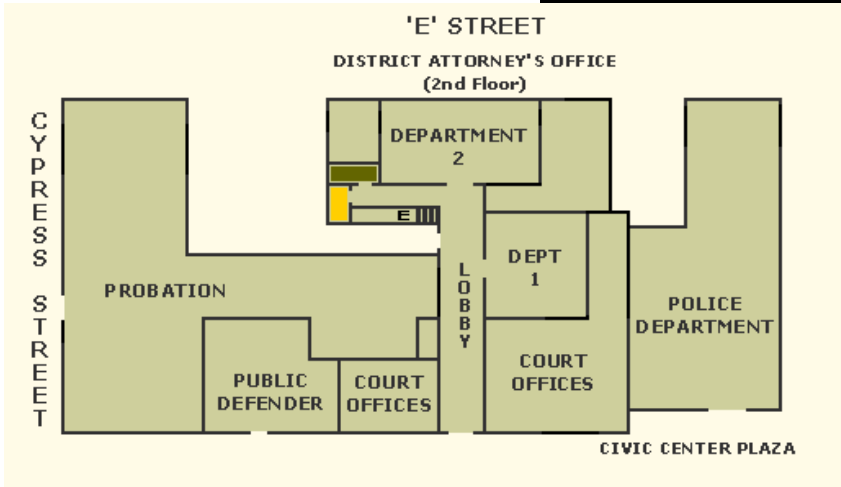 'E' STREET
DISTRICT ATTORNEY'S OFFICE
(2nd Floor)
CYPRESS STREET
DEPARTMENT
2
E
DEPT
1
LOBBY
PROBATION
POLICE
DEPARTMENT
COURT
OFFICES
PUBLIC
DEFENDER
COURT
OFFICES
CIVIC CENTER PLAZA